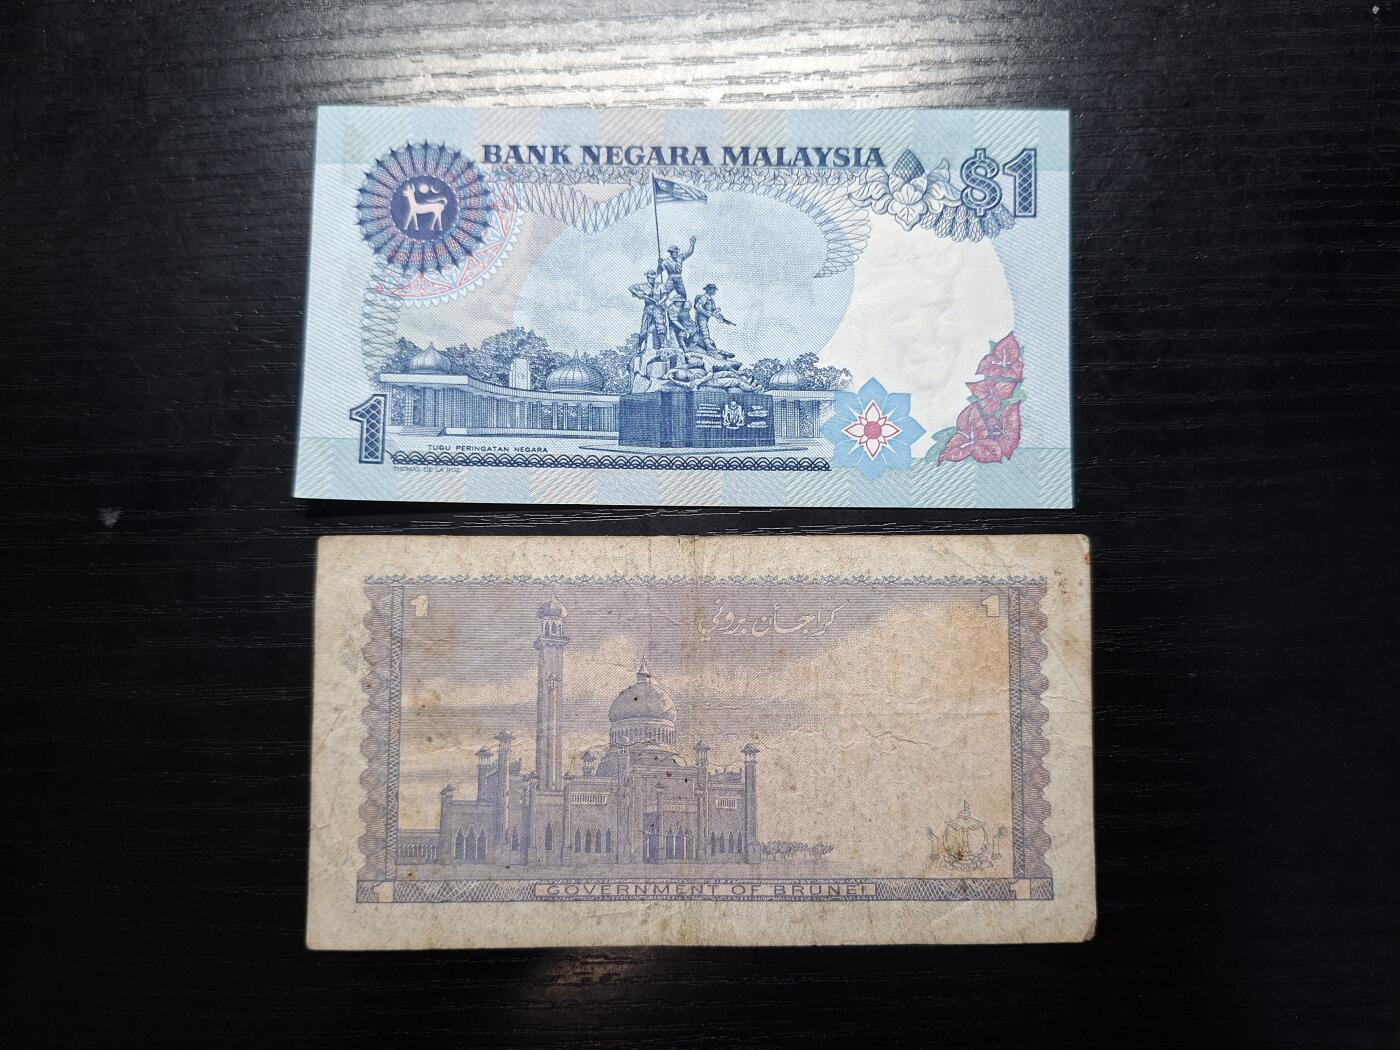 BANK NEGARA MALAYSIA
$1
1
TUGU PERINGATAN NEGARA
THOMAS DE LA RUE
1
كراجأن بروني
1
1
GOVERNMENT OF BRUNEI
1